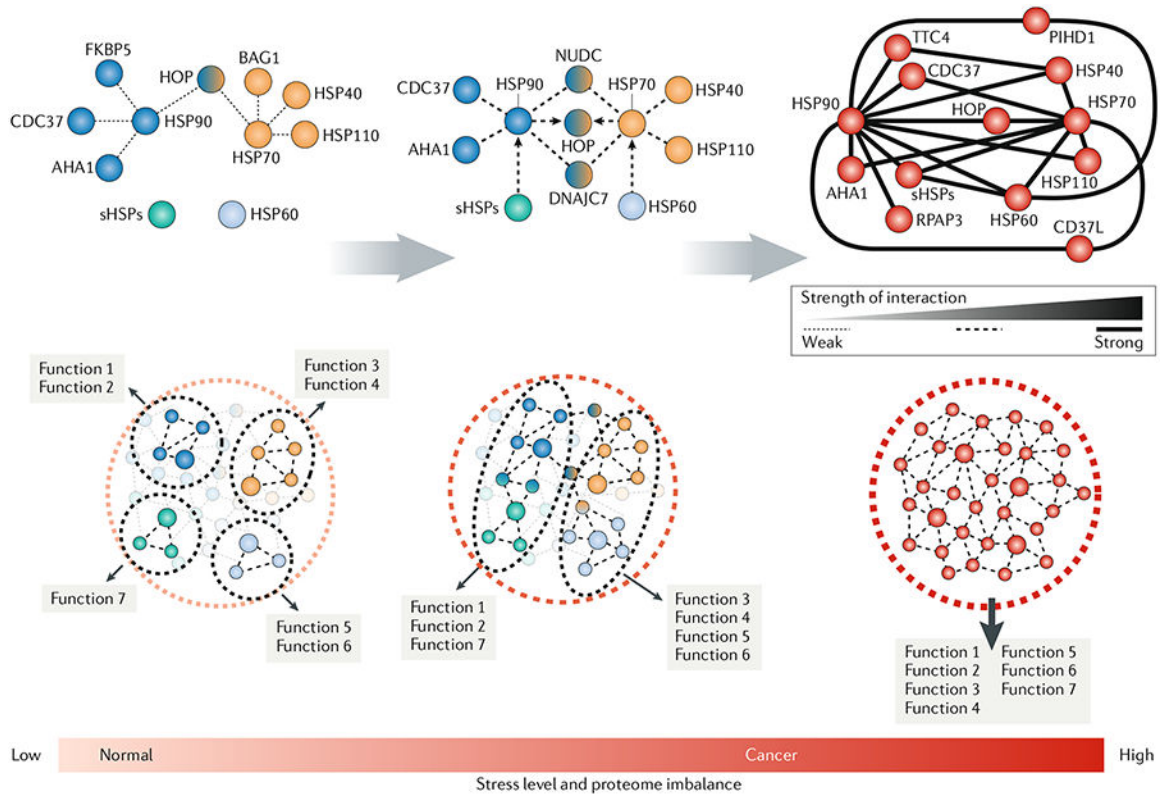 FKBP5
HOP
BAG1
HSP40
CDC37
HSP90
HSP110
HSP70
AHA1
sHSPs
HSP60
NUDC
CDC37
HSP90
HSP70
HSP40
AHA1
HOP
HSP110
DNAJC7
sHSPs
HSP60
PIHD1
TTC4
CDC37
HSP40
HSP90
HOP
HSP70
AHA1
sHSPs
HSP110
HSP60
RPAP3
CD37L
Strength of interaction
Weak
Strong
Function 1
Function 2
Function 3
Function 4
Function 7
Function 5
Function 6
Function 1
Function 2
Function 7
Function 3
Function 4
Function 5
Function 6
Function 1
Function 2
Function 3
Function 4
Function 5
Function 6
Function 7
Low
Normal
Cancer
High
Stress level and proteome imbalance